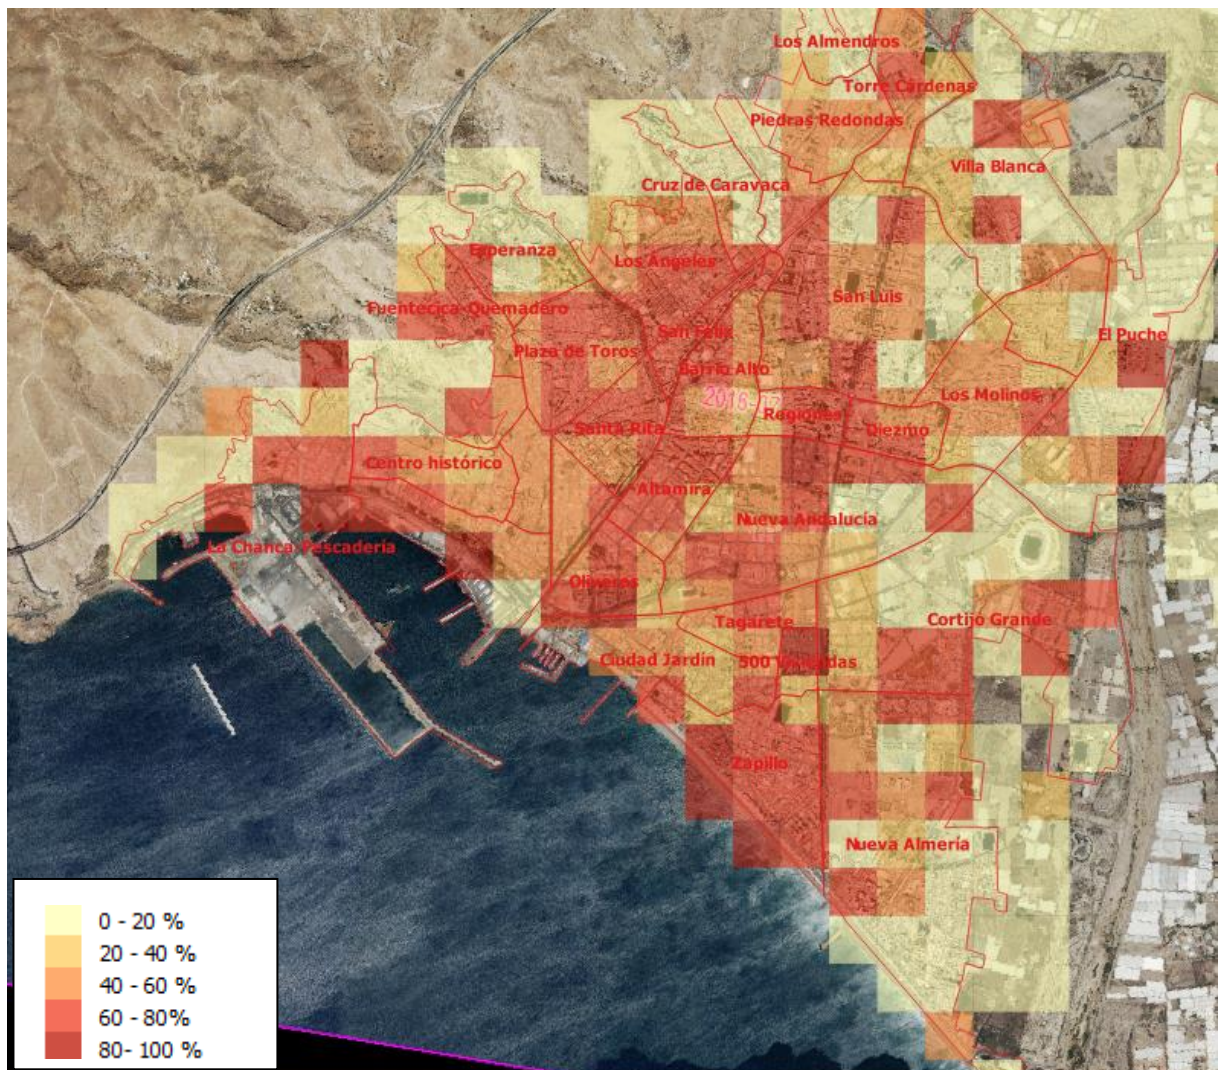 Los Almendros
Torre Cárdenas
Piedras Redondas
Villa Blanca
Cruz de Caravaca
Esperanza
Los Ángeles
San Luis
Fuentecica-Quemadero
San Félix
El Puche
Plaza de Toros
Barrio Alto
Los Molinos
2016
Regiones
Santa Rita
Diezmo
Centro histórico
Altamira
Nueva Andalucía
La Chanca-Pescadería
Oliveros
Tagarete
Cortijo Grande
Ciudad Jardín
500 Viviendas
Zapillo
Nueva Almería
0 - 20 %
20 - 40 %
40 - 60 %
60 - 80%
80- 100 %